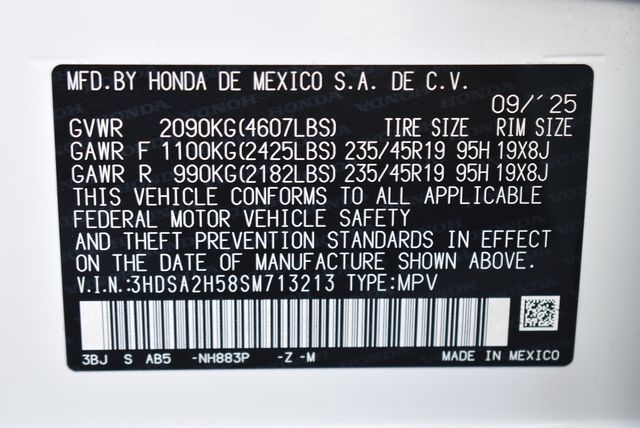 MFD.BY HONDA DE MEXICO S.A. DE C.V.
09/´25
GVWR 2090KG(4607LBS) TIRE SIZE RIM SIZE
GAWR F 1100KG(2425LBS) 235/45R19 95H 19X8J
GAWR R 990KG(2182LBS) 235/45R19 95H 19X8J
THIS VEHICLE CONFORMS TO ALL APPLICABLE
FEDERAL MOTOR VEHICLE SAFETY
AND THEFT PREVENTION STANDARDS IN EFFECT
ON THE DATE OF MANUFACTURE SHOWN ABOVE.
V.I.N.:3HDSA2H58SM713213 TYPE:MPV
3BJ S AB5 -NH883P -Z -M MADE IN MEXICO